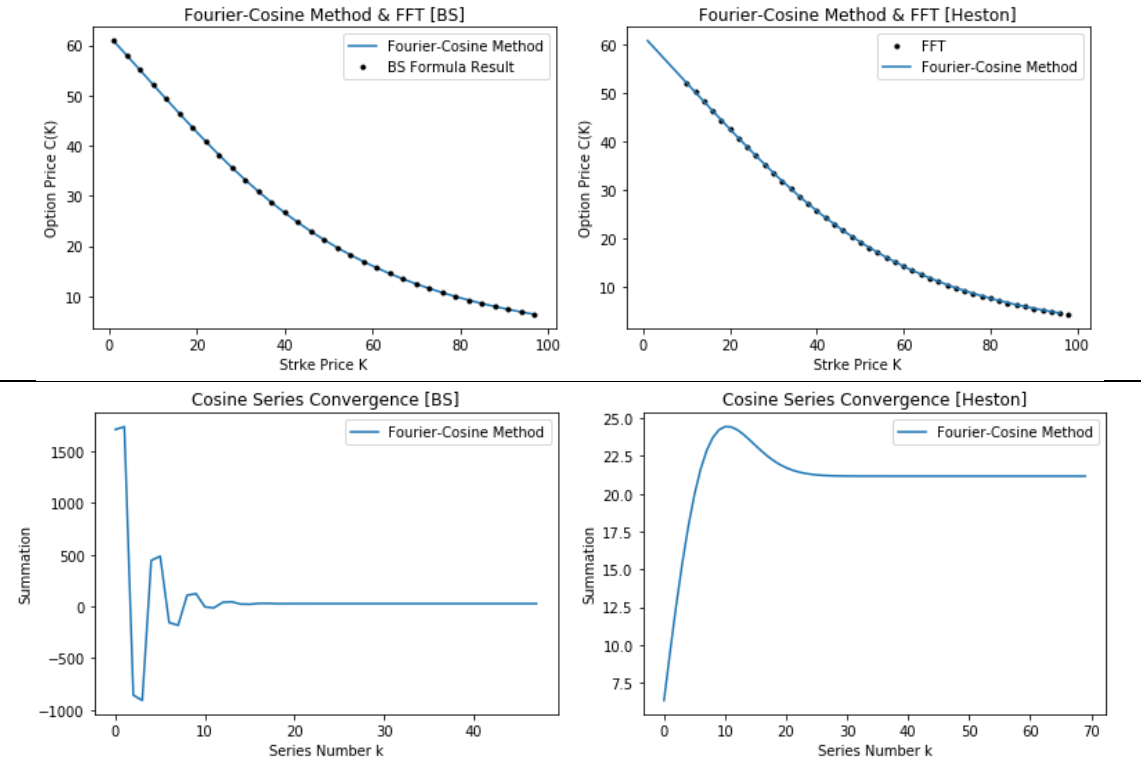 Fourier-Cosine Method & FFT [BS]
60
50
40
30
20
10
Option Price C(K)
Fourier-Cosine Method
BS Formula Result
0 20 40 60 80 100
Strke Price K
Fourier-Cosine Method & FFT [Heston]
60
50
40
30
20
10
Option Price C(K)
FFT
Fourier-Cosine Method
0 20 40 60 80 100
Strke Price K
Cosine Series Convergence [BS]
1500
1000
500
0
−500
−1000
Summation
Fourier-Cosine Method
0 10 20 30 40
Series Number k
Cosine Series Convergence [Heston]
25.0
22.5
20.0
17.5
15.0
12.5
10.0
7.5
Summation
Fourier-Cosine Method
0 10 20 30 40 50 60 70
Series Number k